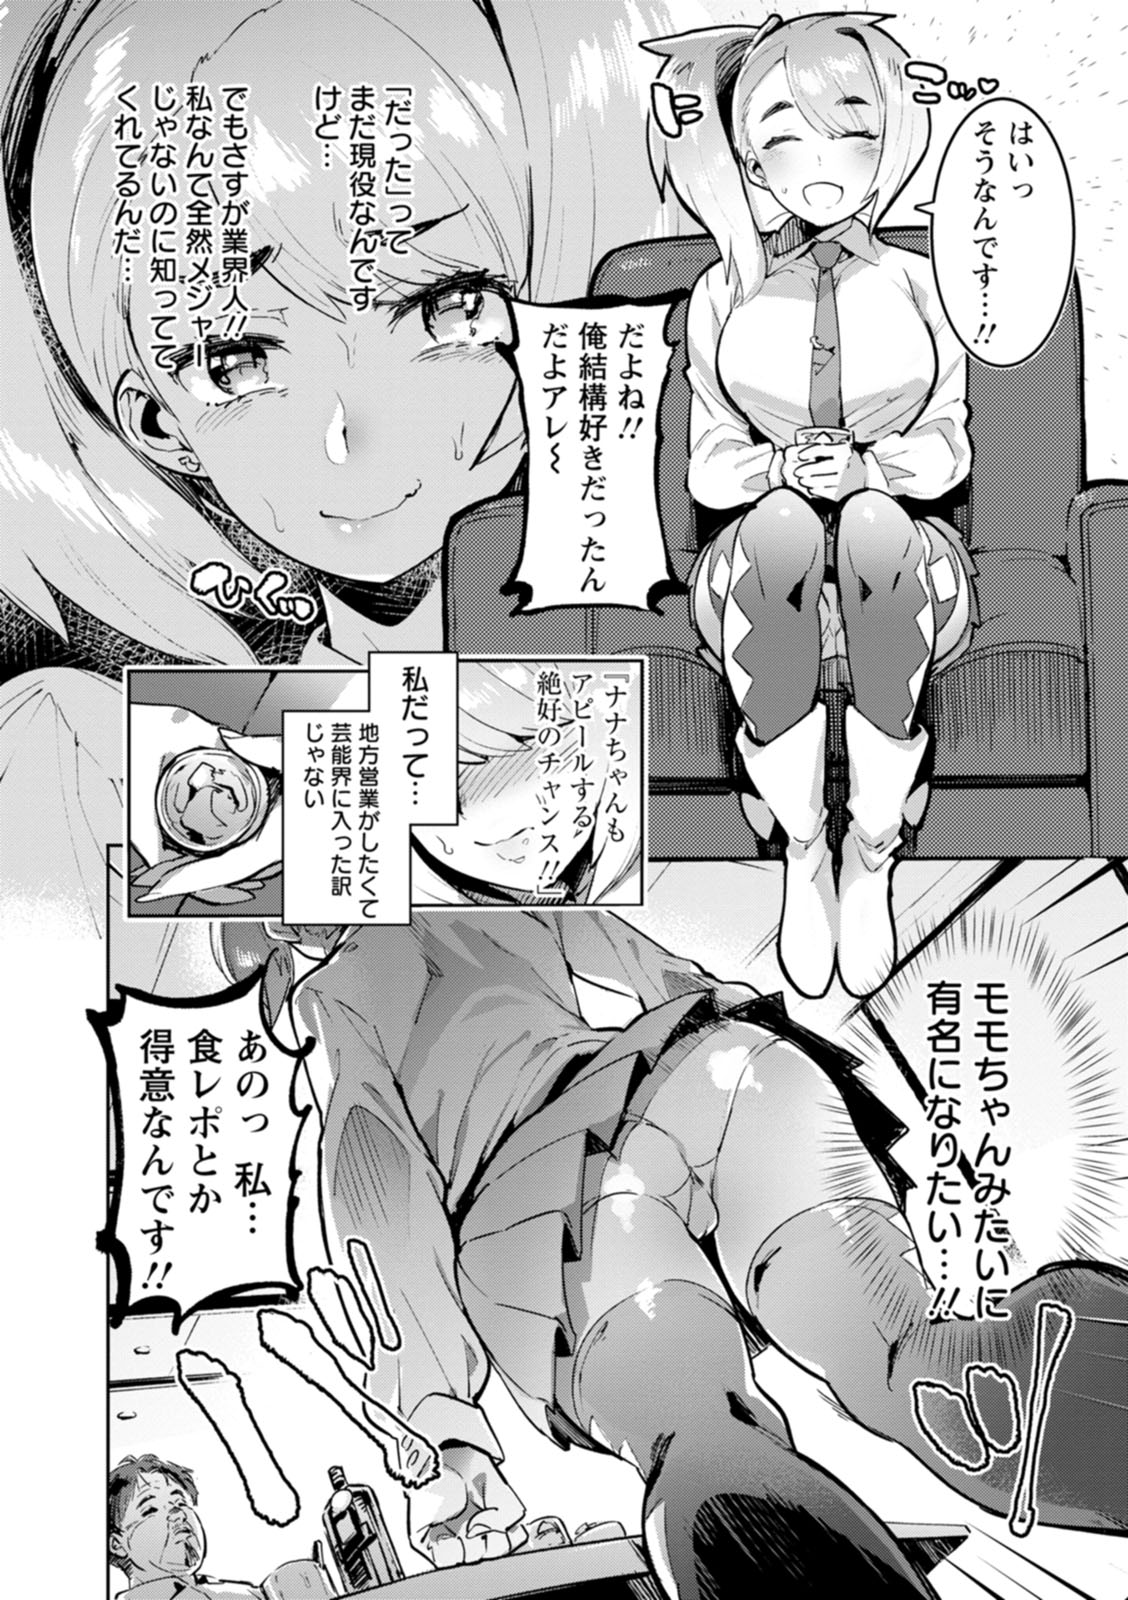 はいっ
そうなんです…!!
ニコッ♡
だよね!!
俺結構好きだったん
だよアレ～
「だった」って
まだ現役なんです
けど…
でもさすが業界人!!
私なんて全然メジャー
じゃないのに知ってて
くれてるんだ…
ひくッ
『ナナちゃんも
アピールする
絶好のチャンス!!』
私だって…
地方営業がしたくて
芸能界に入った訳
じゃない
モモちゃんみたいに
有名になりたい…!!
あのっ 私…
食レポとか
得意なんです!!